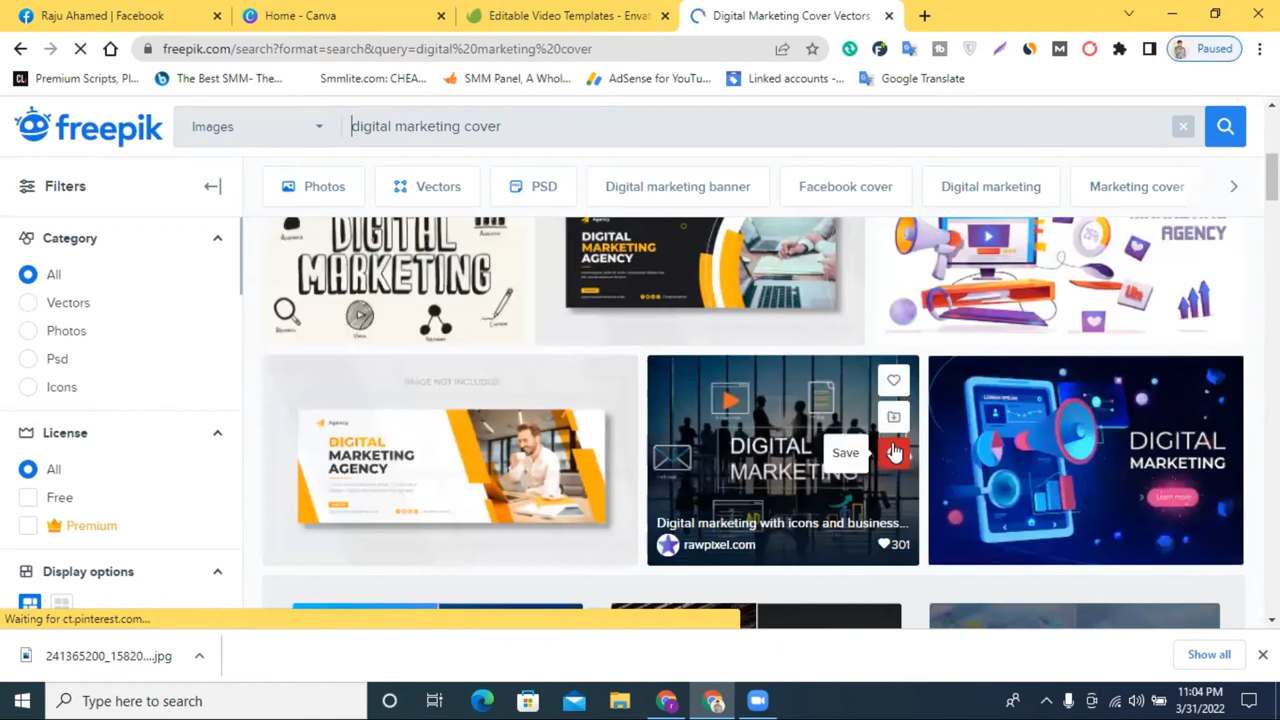 Raju Ahamed | Facebook
Home - Canva
Editable Video Templates - Envat
Digital Marketing Cover Vectors,
freepik.com/search?format=search&query=digital%20marketing%20cover
Paused
Premium Scripts, Pl...
The Best SMM- The...
Smmlite.com: CHEA...
SMM Panel, A Whol...
AdSense for YouTu...
Linked accounts -...
Google Translate
freepik
Images
digital marketing cover
Filters
Photos
Vectors
PSD
Digital marketing banner
Facebook cover
Digital marketing
Marketing cover
Category
All
Vectors
Photos
Psd
Icons
License
All
Free
Premium
Display options
DIGITAL
MARKETING
Agency
DIGITAL
MARKETING
AGENCY
AGENCY
IMAGE NOT INCLUDED!
Agency
DIGITAL
MARKETING
AGENCY
DIGITAL
MARKETING
Save
Digital marketing with icons and business...
rawpixel.com
301
LOREM IPSUM
DIGITAL
MARKETING
Learn more
Waiting for ct.pinterest.com...
241365200_15820....jpg
Show all
Type here to search
11:04 PM
3/31/2022